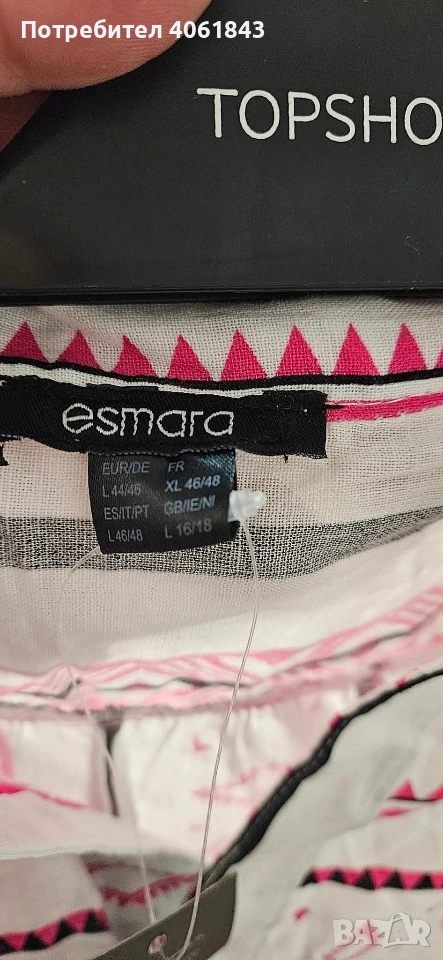 Потребител 4061843
TOPSHO
esmara
EUR/DE FR
L 44/46 XL 46/48
ES/IT/PT GB/IE/NI
L 46/48 L 16/18
BAZAR